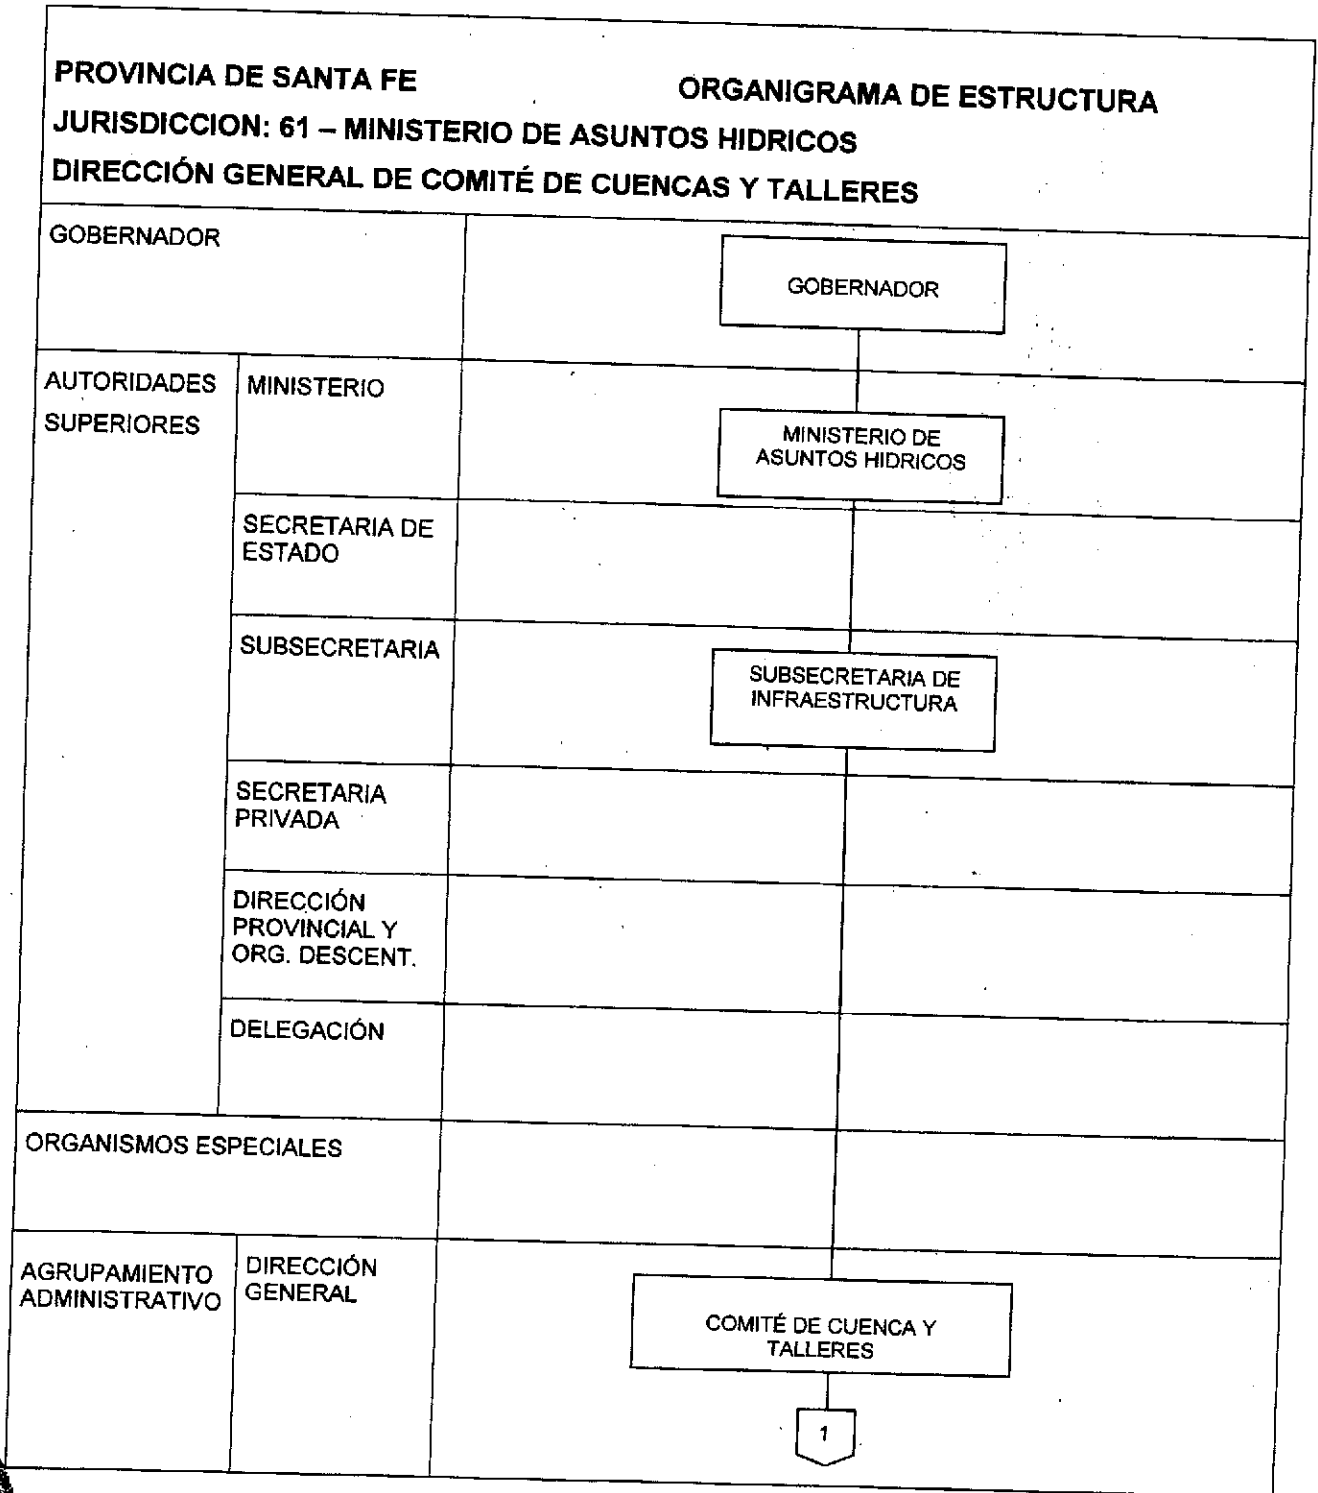 PROVINCIA DE SANTA FE ORGANIGRAMA DE ESTRUCTURA
JURISDICCION: 61 – MINISTERIO DE ASUNTOS HIDRICOS
DIRECCIÓN GENERAL DE COMITÉ DE CUENCAS Y TALLERES
GOBERNADOR
GOBERNADOR
AUTORIDADES
SUPERIORES
MINISTERIO
MINISTERIO DE
ASUNTOS HIDRICOS
SECRETARIA DE
ESTADO
SUBSECRETARIA
SUBSECRETARIA DE
INFRAESTRUCTURA
SECRETARIA
PRIVADA
DIRECCIÓN
PROVINCIAL Y
ORG. DESCENT.
DELEGACIÓN
ORGANISMOS ESPECIALES
AGRUPAMIENTO
ADMINISTRATIVO
DIRECCIÓN
GENERAL
COMITÉ DE CUENCA Y
TALLERES
1